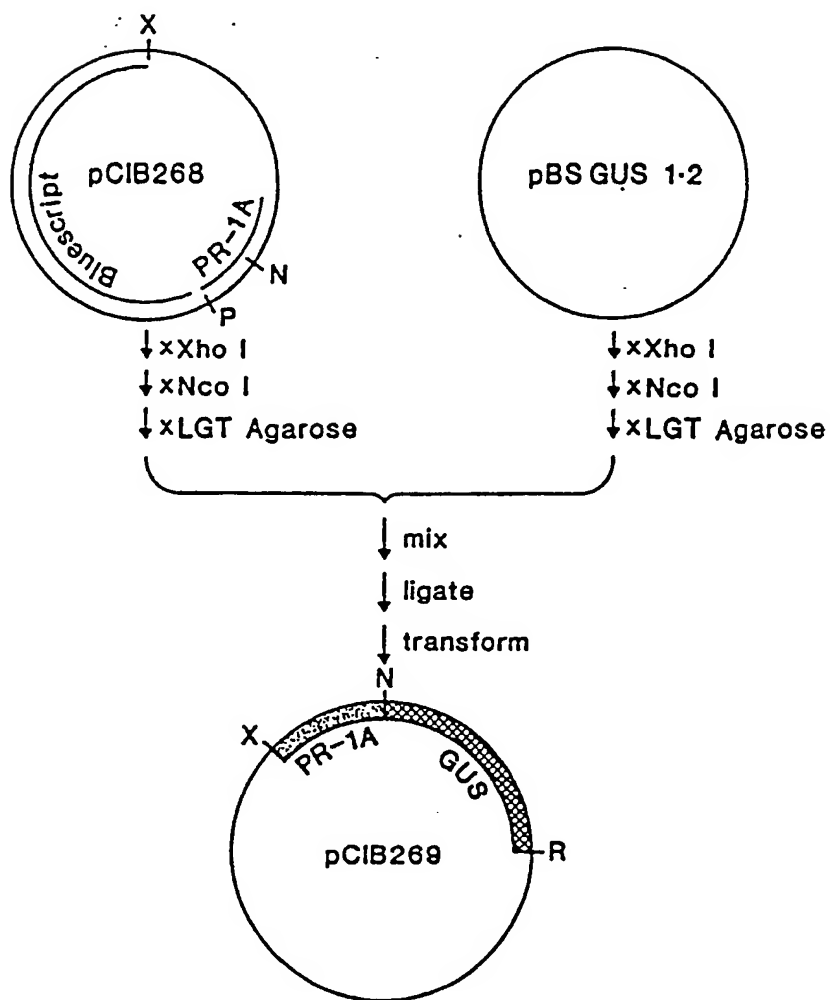 X
pCIB268
Bluescript
PR-1A
N
P
pBS GUS 1·2
xXho I
xNco I
xLGT Agarose
xXho I
xNco I
xLGT Agarose
mix
ligate
transform
N
X
PR-1A
GUS
R
pCIB269